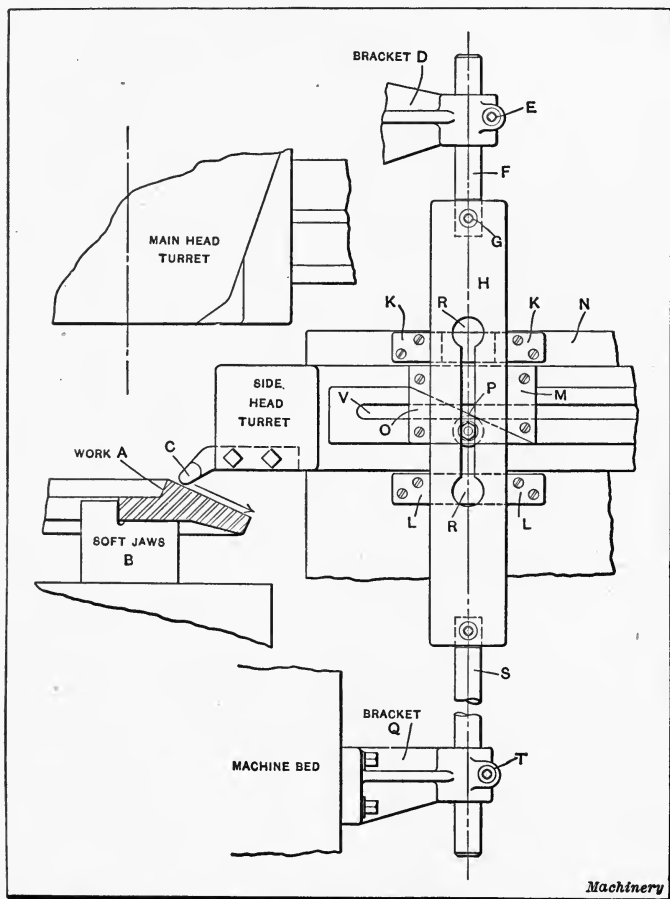 BRACKET D
E
F
G
MAIN HEAD
TURRET
H
R
K
K
N
SIDE
HEAD
TURRET
P
M
V
O
C
WORK A
L
R
L
SOFT JAWS
B
S
BRACKET
Q
MACHINE BED
T
Machinery